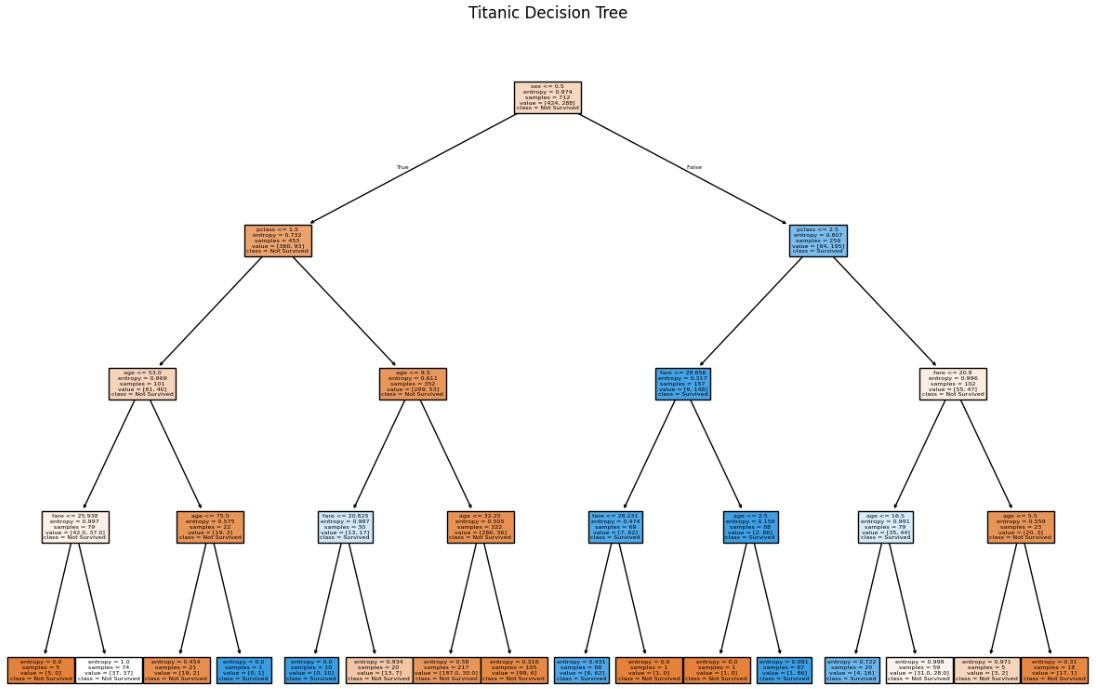 Titanic Decision Tree
sex <= 0.5
entropy = 0.974
samples = 712
value = [424, 288]
class = Not Survived
True
False
pclass <= 1.5
entropy = 0.732
samples = 453
value = [360, 93]
class = Not Survived
pclass <= 2.5
entropy = 0.807
samples = 259
value = [64, 195]
class = Survived
age <= 53.0
entropy = 0.969
samples = 101
value = [61, 40]
class = Not Survived
age <= 9.5
entropy = 0.611
samples = 352
value = [299, 53]
class = Not Survived
fare <= 28.856
entropy = 0.317
samples = 157
value = [9, 148]
class = Survived
fare <= 20.8
entropy = 0.996
samples = 102
value = [55, 47]
class = Not Survived
fare <= 25.938
entropy = 0.997
samples = 79
value = [42.0, 37.0]
class = Not Survived
age <= 75.5
entropy = 0.575
samples = 22
value = [19, 3]
class = Not Survived
fare <= 20.825
entropy = 0.987
samples = 30
value = [13, 17]
class = Survived
age <= 32.25
entropy = 0.505
samples = 322
value = [286, 36]
class = Not Survived
fare <= 28.231
entropy = 0.474
samples = 69
value = [7, 62]
class = Survived
age <= 2.5
entropy = 0.156
samples = 88
value = [2, 86]
class = Survived
age <= 16.5
entropy = 0.991
samples = 79
value = [35, 44]
class = Survived
age <= 5.5
entropy = 0.559
samples = 23
value = [20, 3]
class = Not Survived
entropy = 0.0
samples = 5
value = [5, 0]
class = Not Survived
entropy = 1.0
samples = 74
value = [37, 37]
class = Not Survived
entropy = 0.454
samples = 21
value = [19, 2]
class = Not Survived
entropy = 0.0
samples = 1
value = [0, 1]
class = Survived
entropy = 0.0
samples = 10
value = [0, 10]
class = Survived
entropy = 0.934
samples = 20
value = [13, 7]
class = Not Survived
entropy = 0.58
samples = 217
value = [187.0, 30.0]
class = Not Survived
entropy = 0.316
samples = 105
value = [99, 6]
class = Not Survived
entropy = 0.431
samples = 68
value = [6, 62]
class = Survived
entropy = 0.0
samples = 1
value = [1, 0]
class = Not Survived
entropy = 0.0
samples = 1
value = [1, 0]
class = Not Survived
entropy = 0.091
samples = 87
value = [1, 86]
class = Survived
entropy = 0.722
samples = 20
value = [4, 16]
class = Survived
entropy = 0.998
samples = 59
value = [31.0, 28.0]
class = Not Survived
entropy = 0.971
samples = 5
value = [3, 2]
class = Not Survived
entropy = 0.31
samples = 18
value = [17, 1]
class = Not Survived